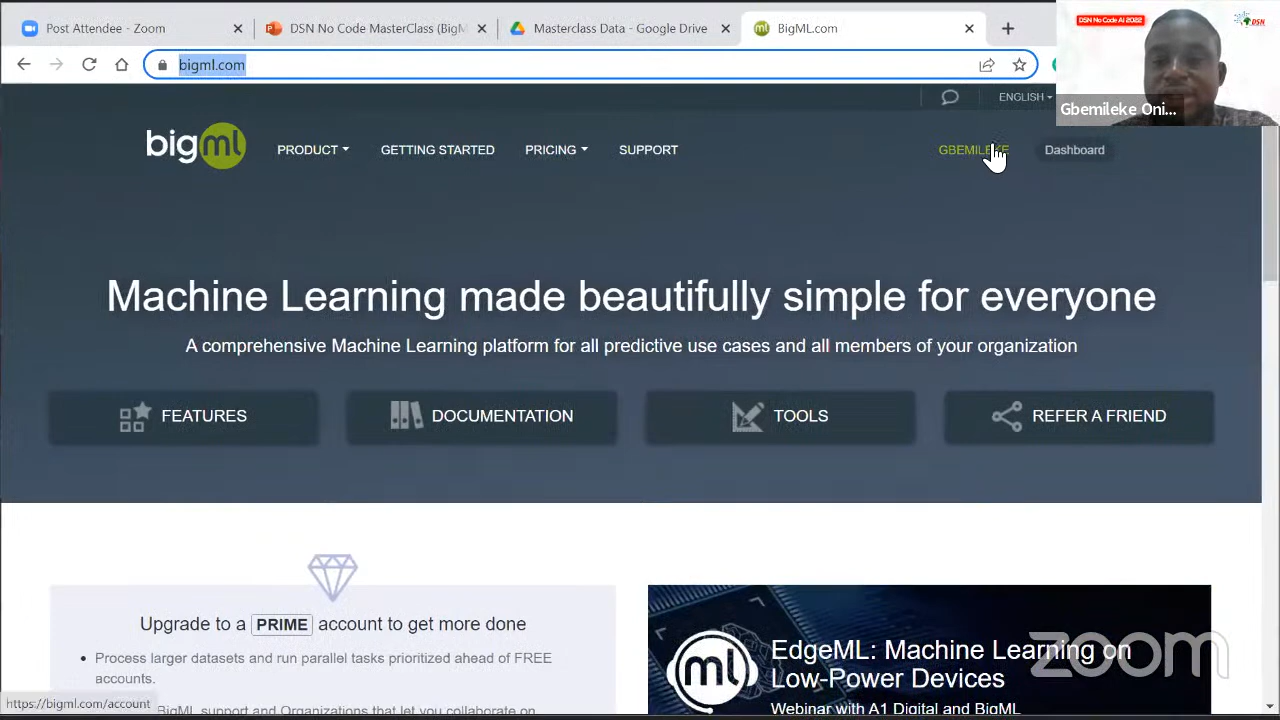 Post Attendee - Zoom
DSN No Code Masterclass (BigM
Masterclass Data - Google Drive
BigML.com
DSN No Code AI 2022
DSN
bigml.com
Gbemileke Oni...
ENGLISH
bigml
PRODUCT
GETTING STARTED
PRICING
SUPPORT
GBEMILEKE
Dashboard
Machine Learning made beautifully simple for everyone
A comprehensive Machine Learning platform for all predictive use cases and all members of your organization
FEATURES
DOCUMENTATION
TOOLS
REFER A FRIEND
Upgrade to a PRIME account to get more done
Process larger datasets and run parallel tasks prioritized ahead of FREE
accounts.
BigML support and Organizations that let you collaborate on
https://bigml.com/account
ml
EdgeML: Machine Learning on
Low-Power Devices
Webinar with A1 Digital and BigML
zoom